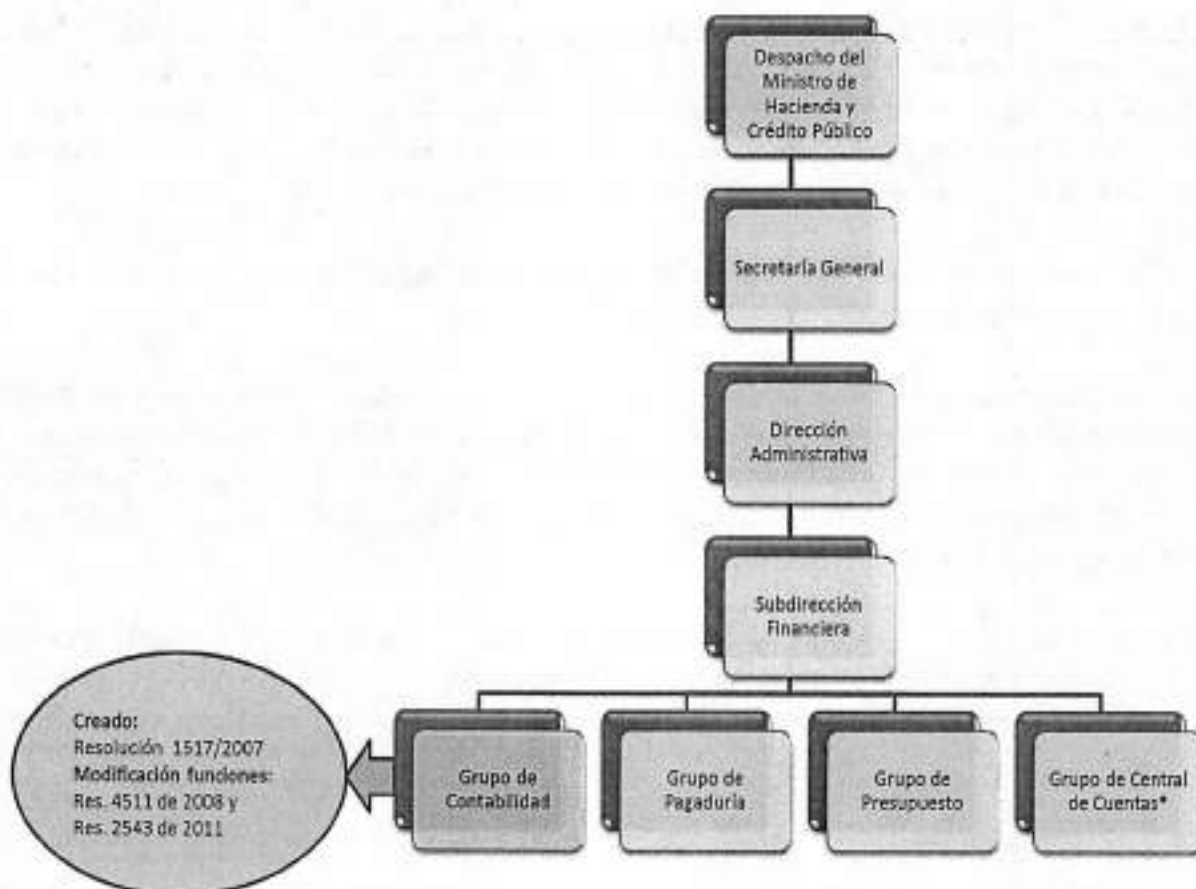 Despacho del
Ministro de
Hacienda y
Crédito Público
Secretaría General
Dirección
Administrativa
Subdirección
Financiera
Creado:
Resolución 1517/2007
Modificación funciones:
Res. 4511 de 2008 y
Res. 2543 de 2011
Grupo de
Contabilidad
Grupo de
Pagaduría
Grupo de
Presupuesto
Grupo de Central
de Cuentas*